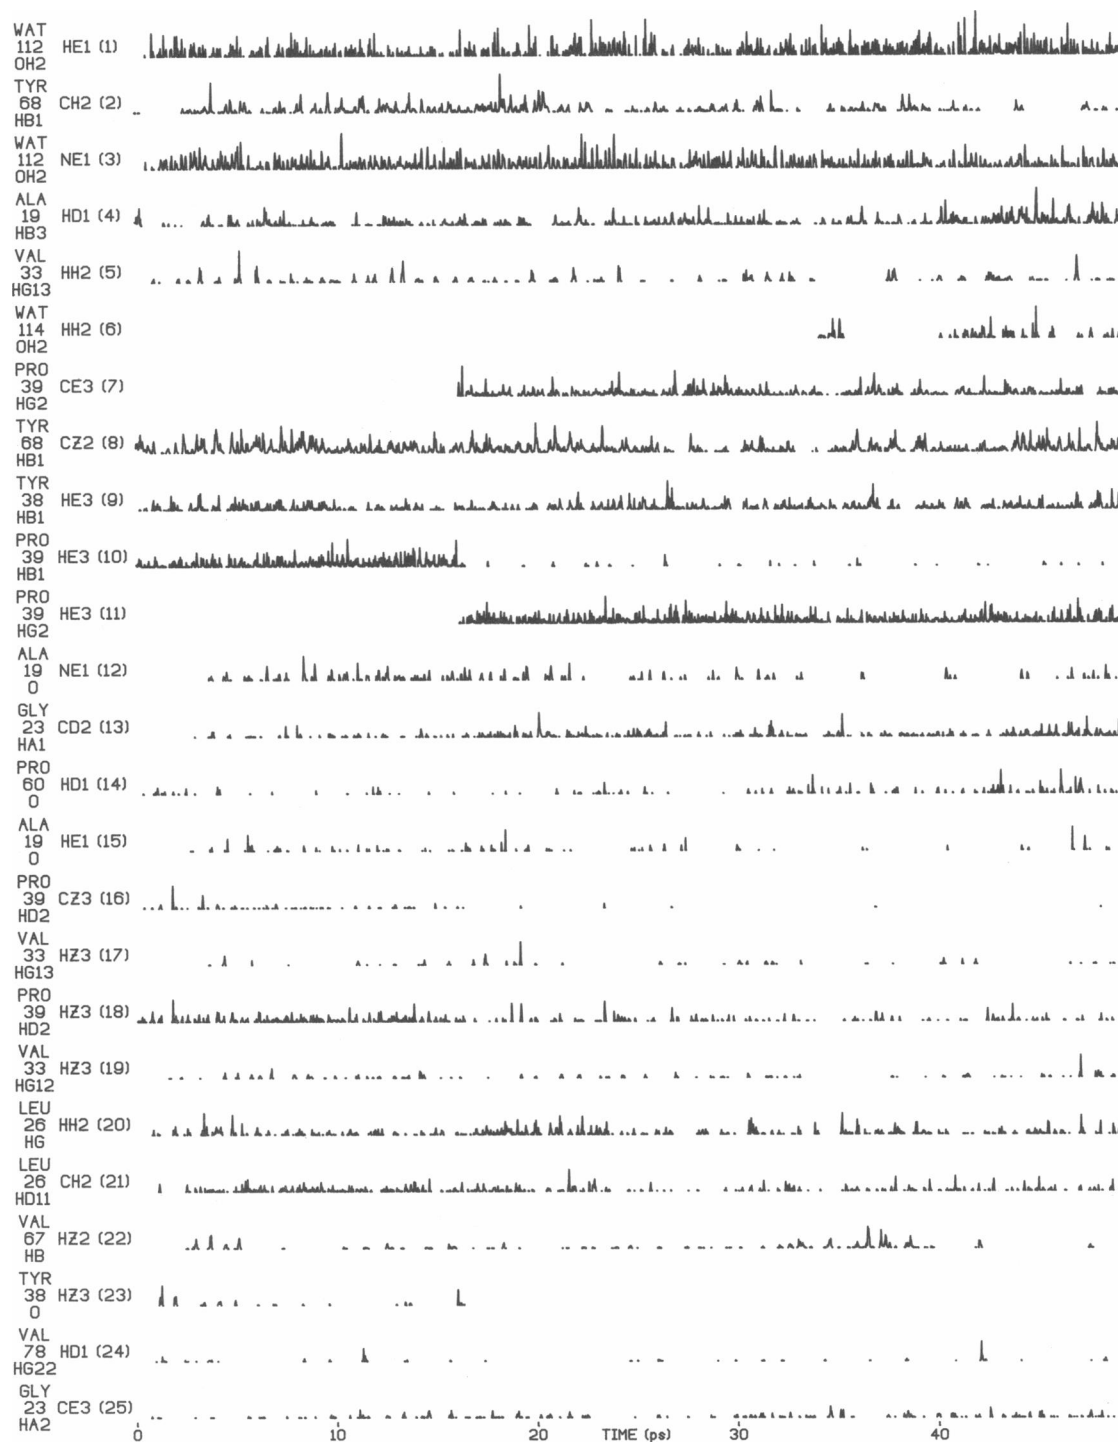 WAT
112 HE1 (1)
OH2
TYR
68 CH2 (2)
HB1
WAT
112 NE1 (3)
OH2
ALA
19 HD1 (4)
HB3
VAL
33 HH2 (5)
HG13
WAT
114 HH2 (6)
OH2
PRO
39 CE3 (7)
HG2
TYR
68 CZ2 (8)
HB1
TYR
38 HE3 (9)
HB1
PRO
39 HE3 (10)
HB1
PRO
39 HE3 (11)
HG2
ALA
19 NE1 (12)
O
GLY
23 CD2 (13)
HA1
PRO
60 HD1 (14)
O
ALA
19 HE1 (15)
O
PRO
39 CZ3 (16)
HD2
VAL
33 HZ3 (17)
HG13
PRO
39 HZ3 (18)
HD2
VAL
33 HZ3 (19)
HG12
LEU
26 HH2 (20)
HG
LEU
26 CH2 (21)
HD11
VAL
67 HZ2 (22)
HB
TYR
38 HZ3 (23)
O
VAL
78 HD1 (24)
HG22
GLY
23 CE3 (25)
HA2
0 10 20 TIME (ps) 30 40